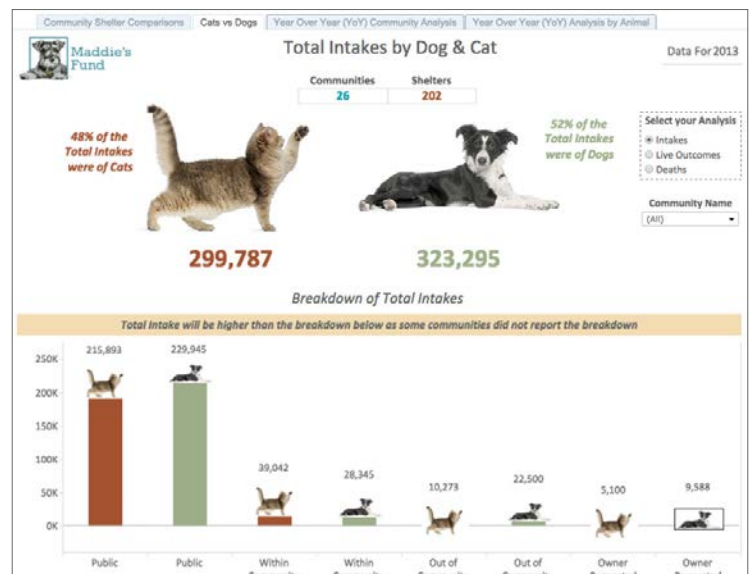 Community Shelter Comparisons Cats vs Dogs Year Over Year (YoY) Community Analysis Year Over Year (YoY) Analysis by Animal
Maddie's
Fund
Total Intakes by Dog & Cat
Data For 2013
Communities Shelters
26 202
48% of the
Total Intakes
were of Cats
52% of the
Total Intakes
were of Dogs
Select your Analysis
Intakes
Live Outcomes
Deaths
Community Name
(All)
299,787 323,295
Breakdown of Total Intakes
Total Intake will be higher than the breakdown below as some communities did not report the breakdown
250K
200K
150K
100K
50K
0K
215,893 229,945 39,042 28,345 10,273 22,500 5,100 9,588
Public Public Within Within Out of Out of Owner Owner